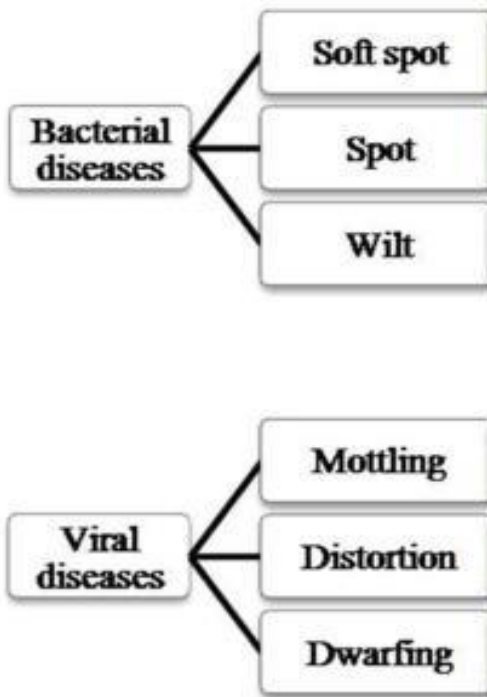 Bacterial
diseases
Soft spot
Spot
Wilt
Viral
diseases
Mottling
Distortion
Dwarfing